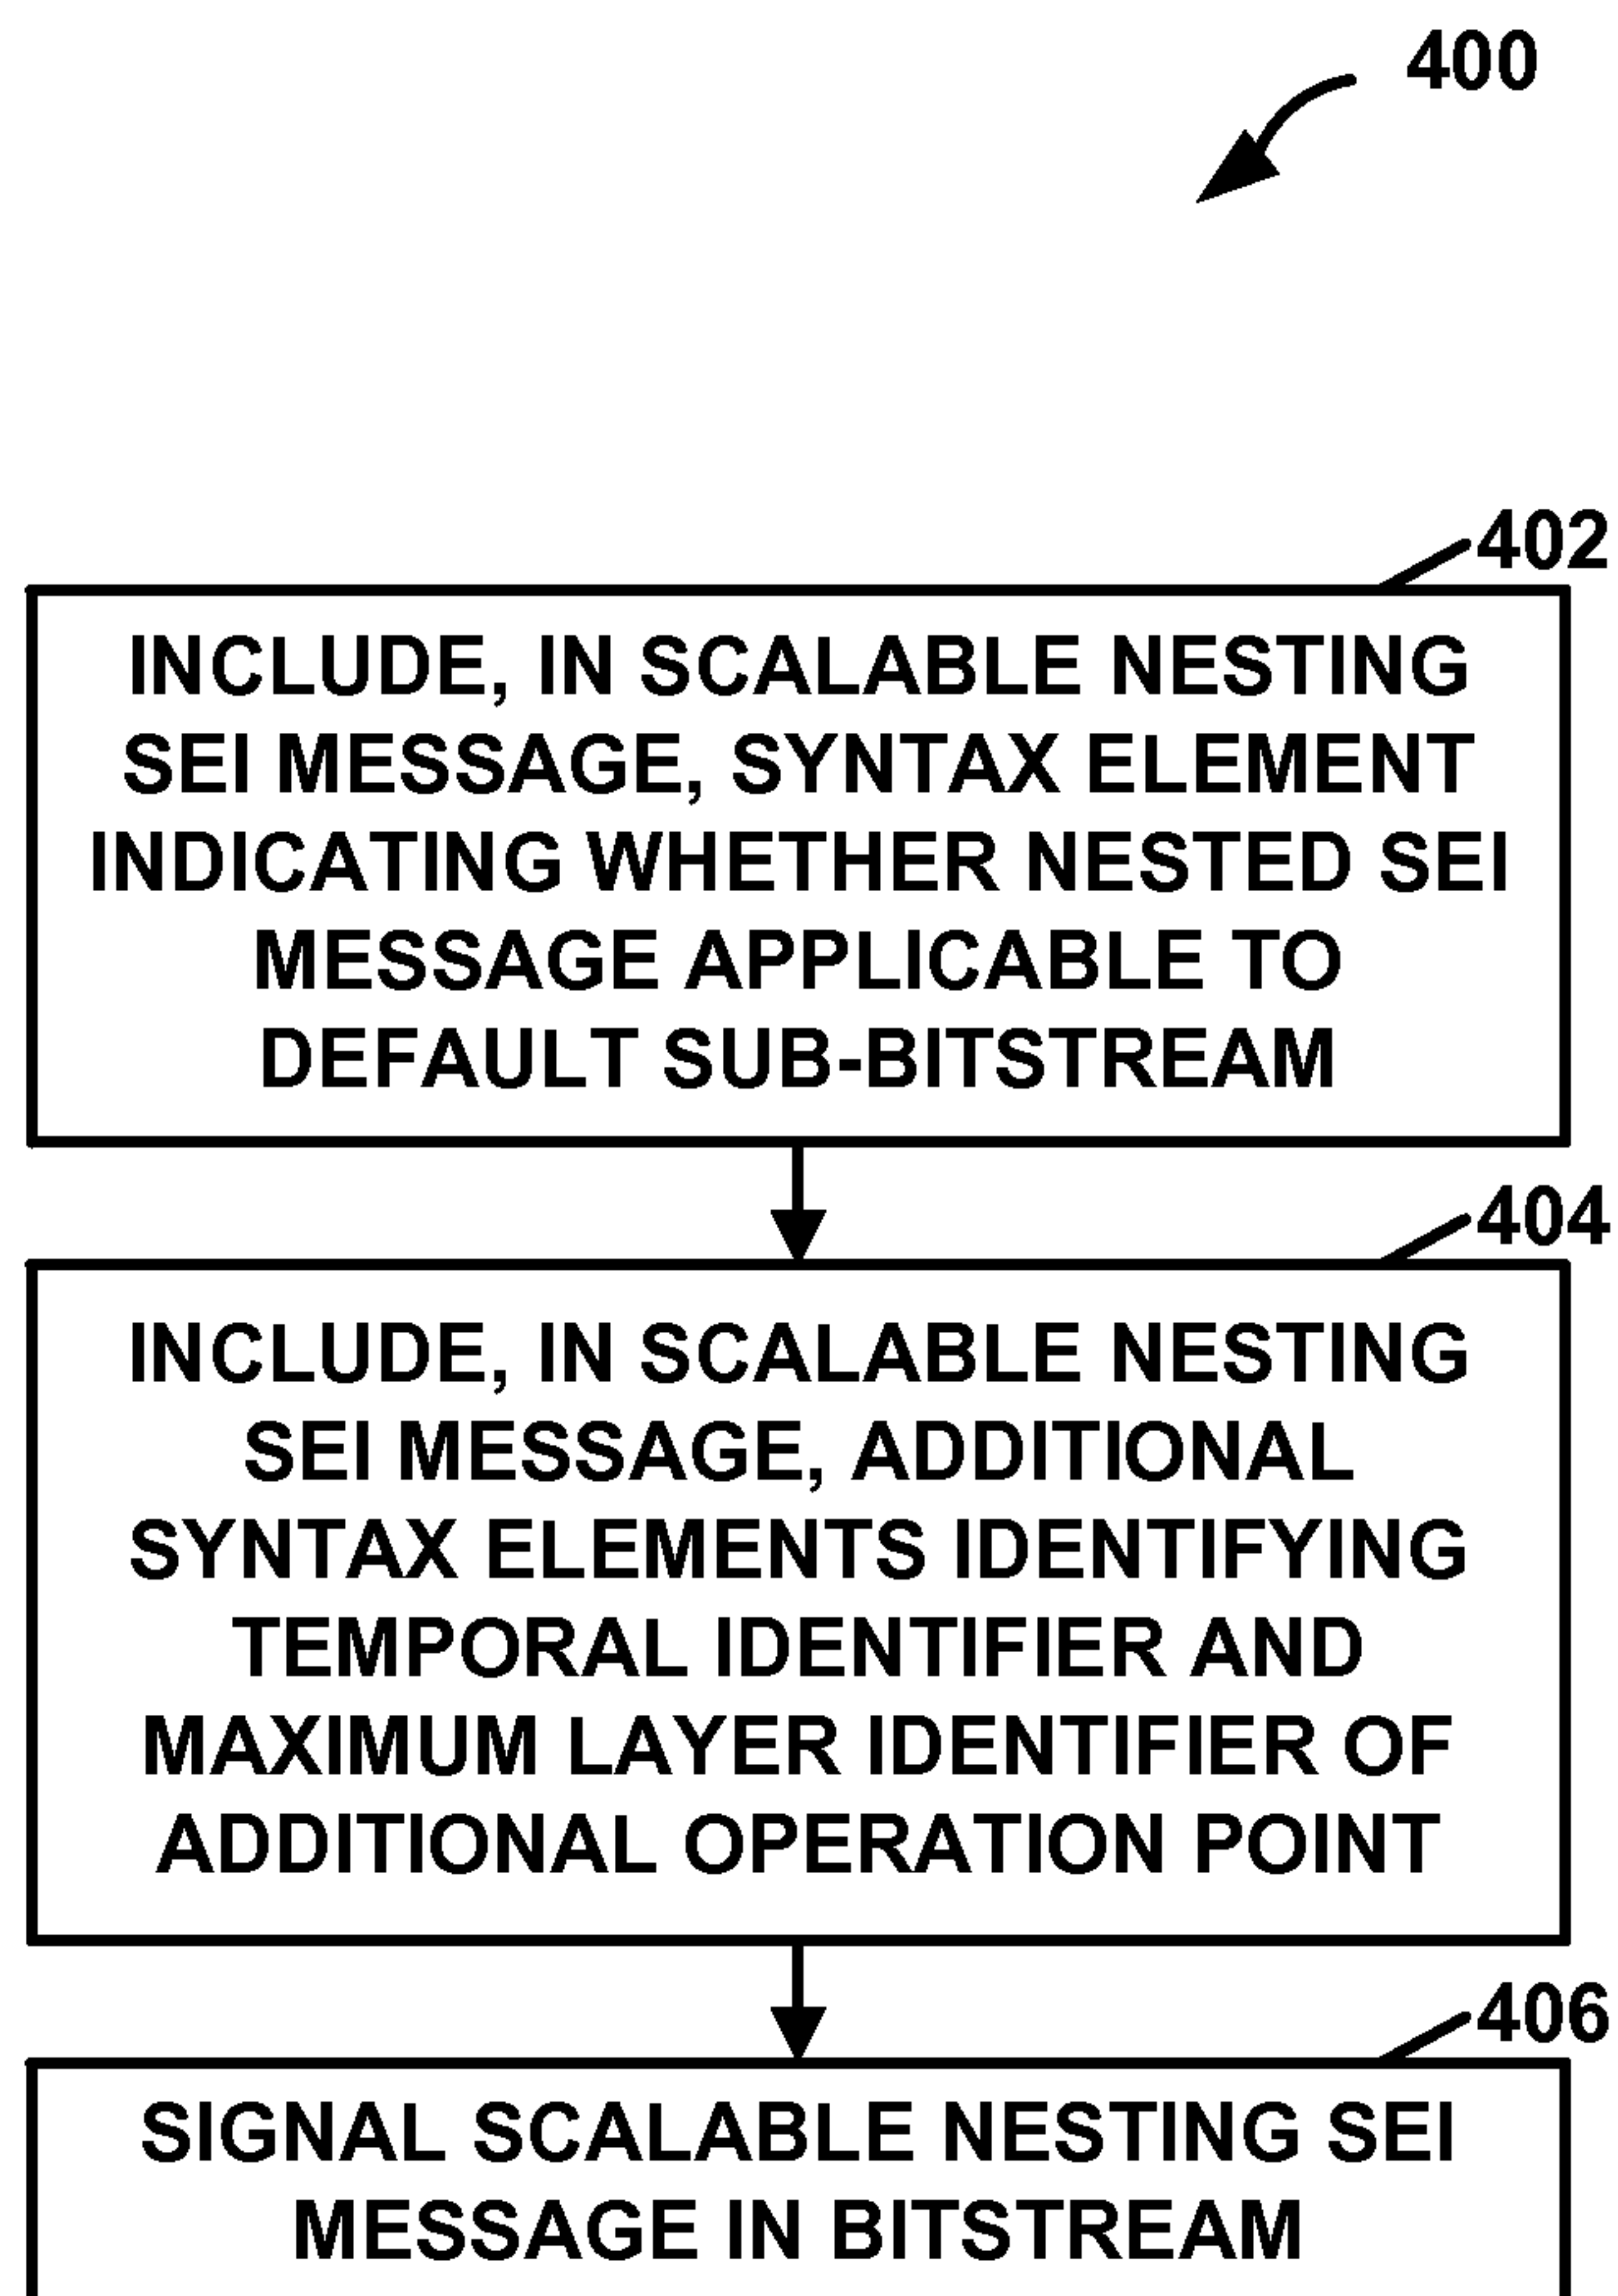 400
402
INCLUDE, IN SCALABLE NESTING
SEI MESSAGE, SYNTAX ELEMENT
INDICATING WHETHER NESTED SEI
MESSAGE APPLICABLE TO
DEFAULT SUB-BITSTREAM
404
INCLUDE, IN SCALABLE NESTING
SEI MESSAGE, ADDITIONAL
SYNTAX ELEMENTS IDENTIFYING
TEMPORAL IDENTIFIER AND
MAXIMUM LAYER IDENTIFIER OF
ADDITIONAL OPERATION POINT
406
SIGNAL SCALABLE NESTING SEI
MESSAGE IN BITSTREAM